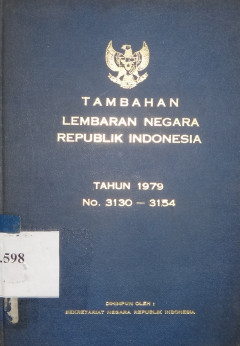 TAMBAHAN
LEMBARAN NEGARA
REPUBLIK INDONESIA
TAHUN 1979
No. 3130 — 3154
.598
DIHIMPUN OLEH :
SEKRETARIAT NEGARA REPUBLIK INDONESIA